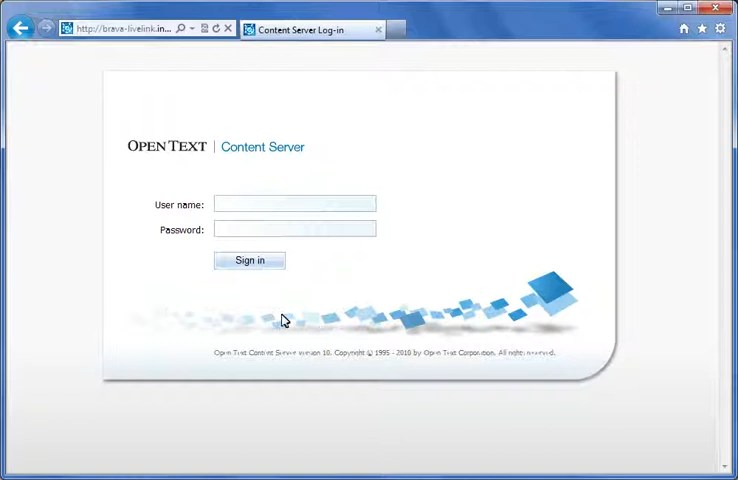 http://brava-livelink.in...
Content Server Log-in
OPEN TEXT | Content Server
User name:
Password:
Sign in
Open Text Content Server version 10. Copyright © 1995 - 2010 by Open Text Corporation. All rights reserved.